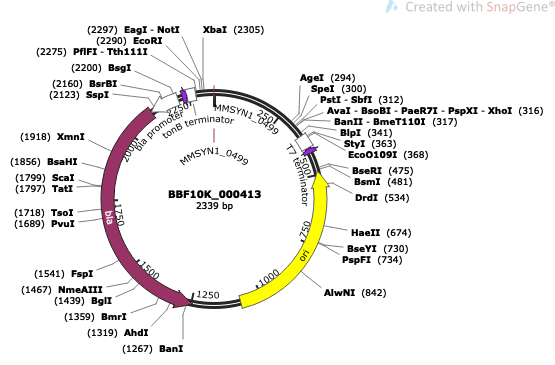 Created with SnapGene®
(2297) EagI - NotI
XbaI (2305)
(2290) EcoRI
(2275) PflFI - Tth111I
(2200) BsgI
(2160) BsrBI
(2123) SspI
(1918) XmnI
(1856) BsaHI
(1799) ScaI
(1797) TatI
(1718) TsoI
(1689) PvuI
(1541) FspI
(1467) NmeAIII
(1439) BglI
(1359) BmrI
(1319) AhdI
(1267) BanI
AgeI (294)
SpeI (300)
PstI - SbfI (312)
AvaI - BsoBI - PaeR7I - PspXI - XhoI (316)
BanII - BmeT110I (317)
BlpI (341)
StyI (363)
EcoO109I (368)
BseRI (475)
BsmI (481)
DrdI (534)
HaeII (674)
BseYI (730)
PspFI (734)
AlwNI (842)
MMSYN1_0499
MMSYN1_0499
tonB terminator
bla promoter
T7 terminator
bla
ori
250
500
750
1000
1250
1500
1750
2000
2250
BBF10K_000413
2339 bp